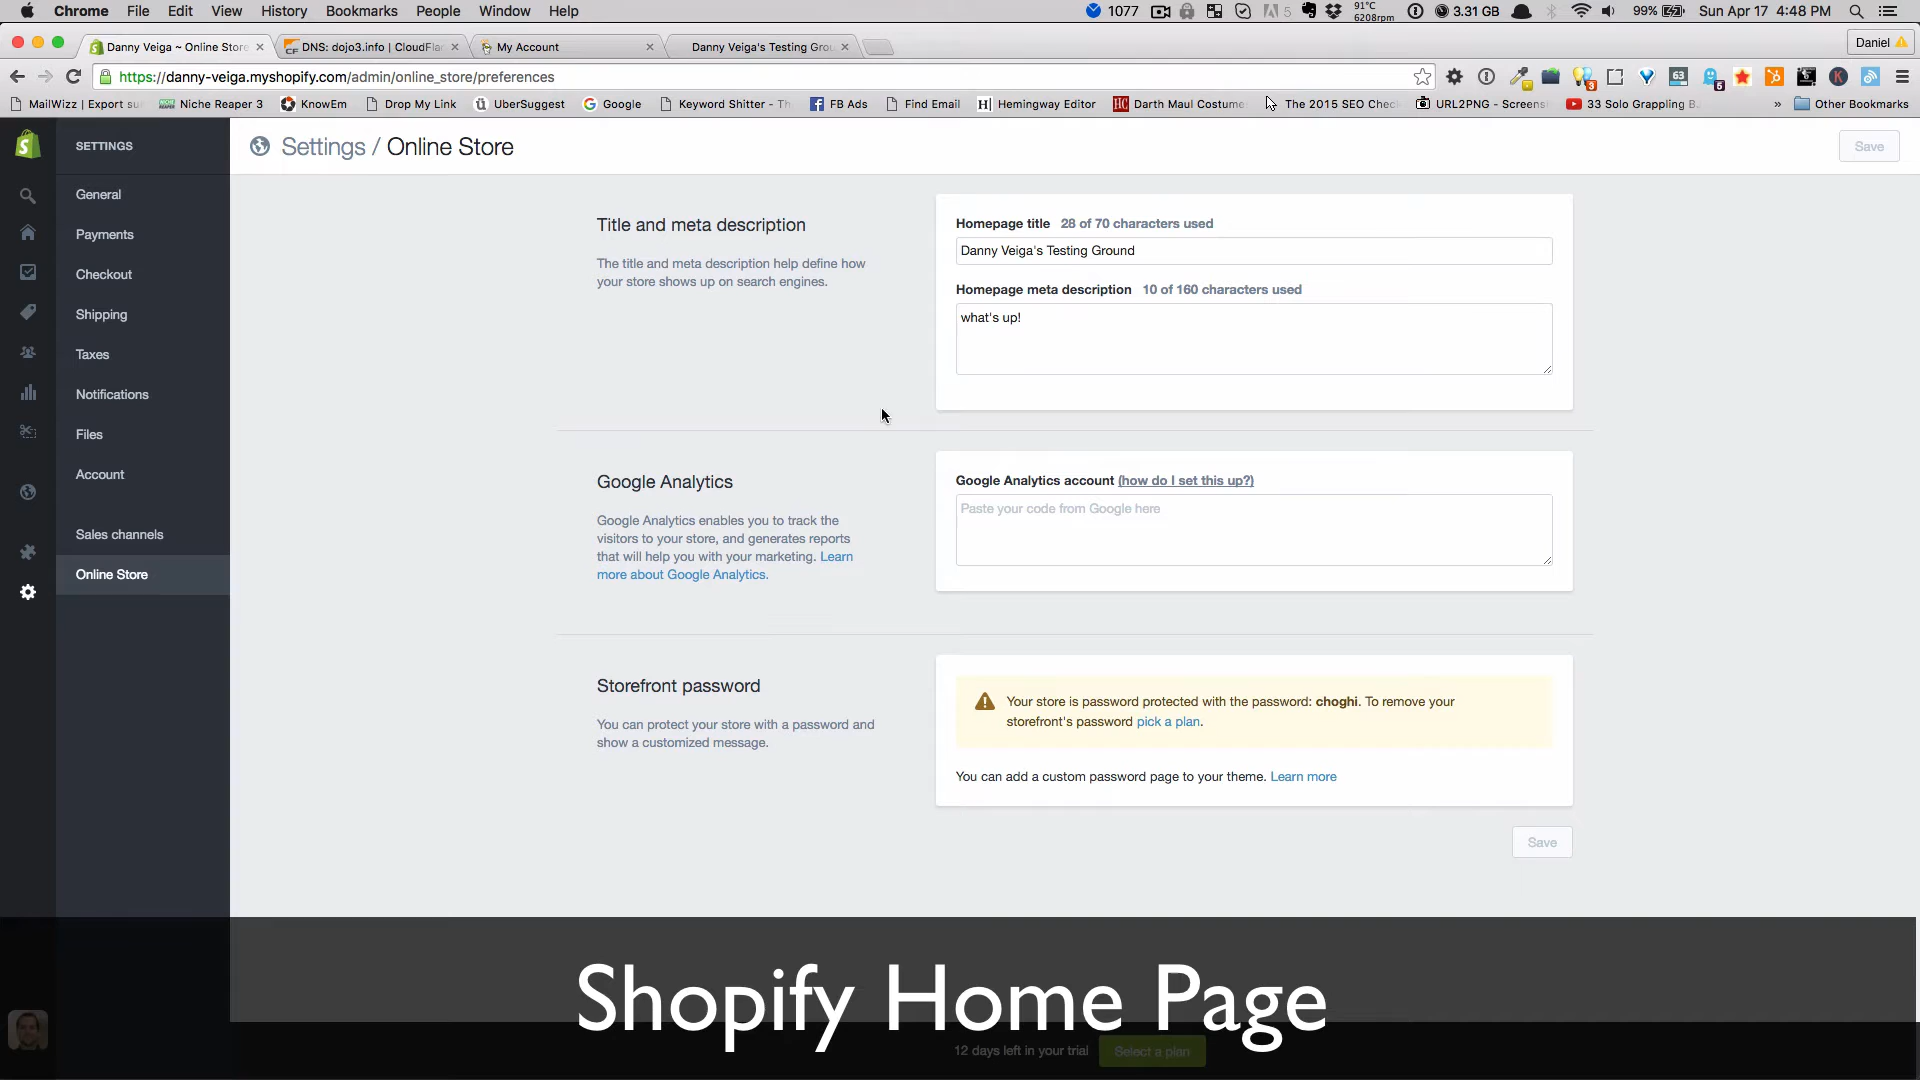 Chrome File Edit View History Bookmarks People Window Help 1077 5 91°C 6208rpm 3.31 GB 99% Sun Apr 17 4:48 PM
Danny Veiga ~ Online Store DNS: dojo3.info | CloudFla My Account Danny Veiga's Testing Grou Daniel
https://danny-veiga.myshopify.com/admin/online_store/preferences 63 3 5
MailWizz | Export su Niche Reaper 3 KnowEm Drop My Link UberSuggest Google Keyword Shitter - Th FB Ads Find Email Hemingway Editor Darth Maul Costume The 2015 SEO Chec URL2PNG - Screens 33 Solo Grappling B » Other Bookmarks
SETTINGS
General
Payments
Checkout
Shipping
Taxes
Notifications
Files
Account
Sales channels
Online Store
Settings / Online Store Save
Title and meta description
The title and meta description help define how
your store shows up on search engines.
Homepage title 28 of 70 characters used
Danny Veiga's Testing Ground
Homepage meta description 10 of 160 characters used
what's up!
Google Analytics
Google Analytics enables you to track the
visitors to your store, and generates reports
that will help you with your marketing. Learn
more about Google Analytics.
Google Analytics account (how do I set this up?)
Paste your code from Google here
Storefront password
You can protect your store with a password and
show a customized message.
Your store is password protected with the password: choghi. To remove your
storefront's password pick a plan.
You can add a custom password page to your theme. Learn more
Save
Shopify Home Page
12 days left in your trial Select a plan